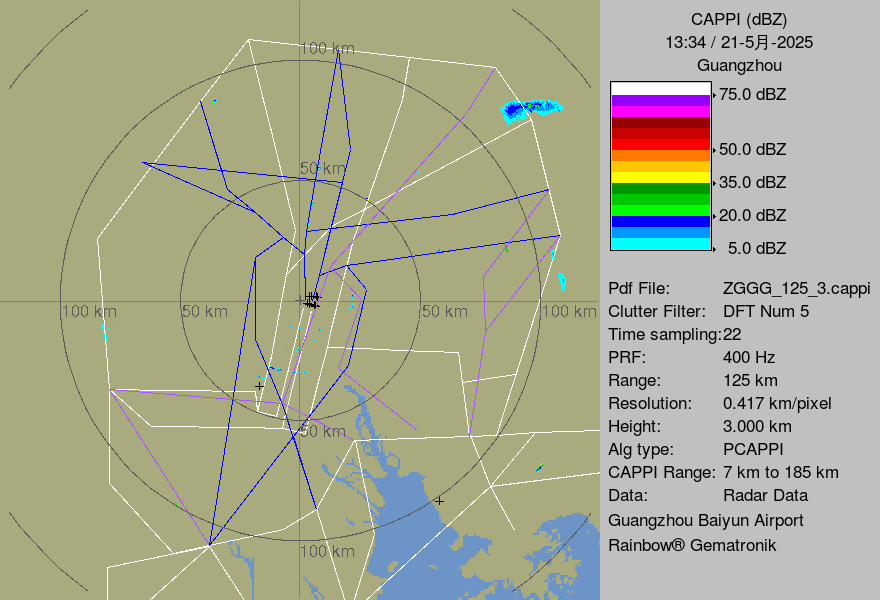 CAPPI (dBZ)
13:34 / 21-5月-2025
Guangzhou
75.0 dBZ
50.0 dBZ
35.0 dBZ
20.0 dBZ
5.0 dBZ
Pdf File: ZGGG_125_3.cappi
Clutter Filter: DFT Num 5
Time sampling:22
PRF: 400 Hz
Range: 125 km
Resolution: 0.417 km/pixel
Height: 3.000 km
Alg type: PCAPPI
CAPPI Range: 7 km to 185 km
Data: Radar Data
Guangzhou Baiyun Airport
Rainbow® Gematronik
100 km
50 km
100 km
50 km
50 km
100 km
50 km
100 km